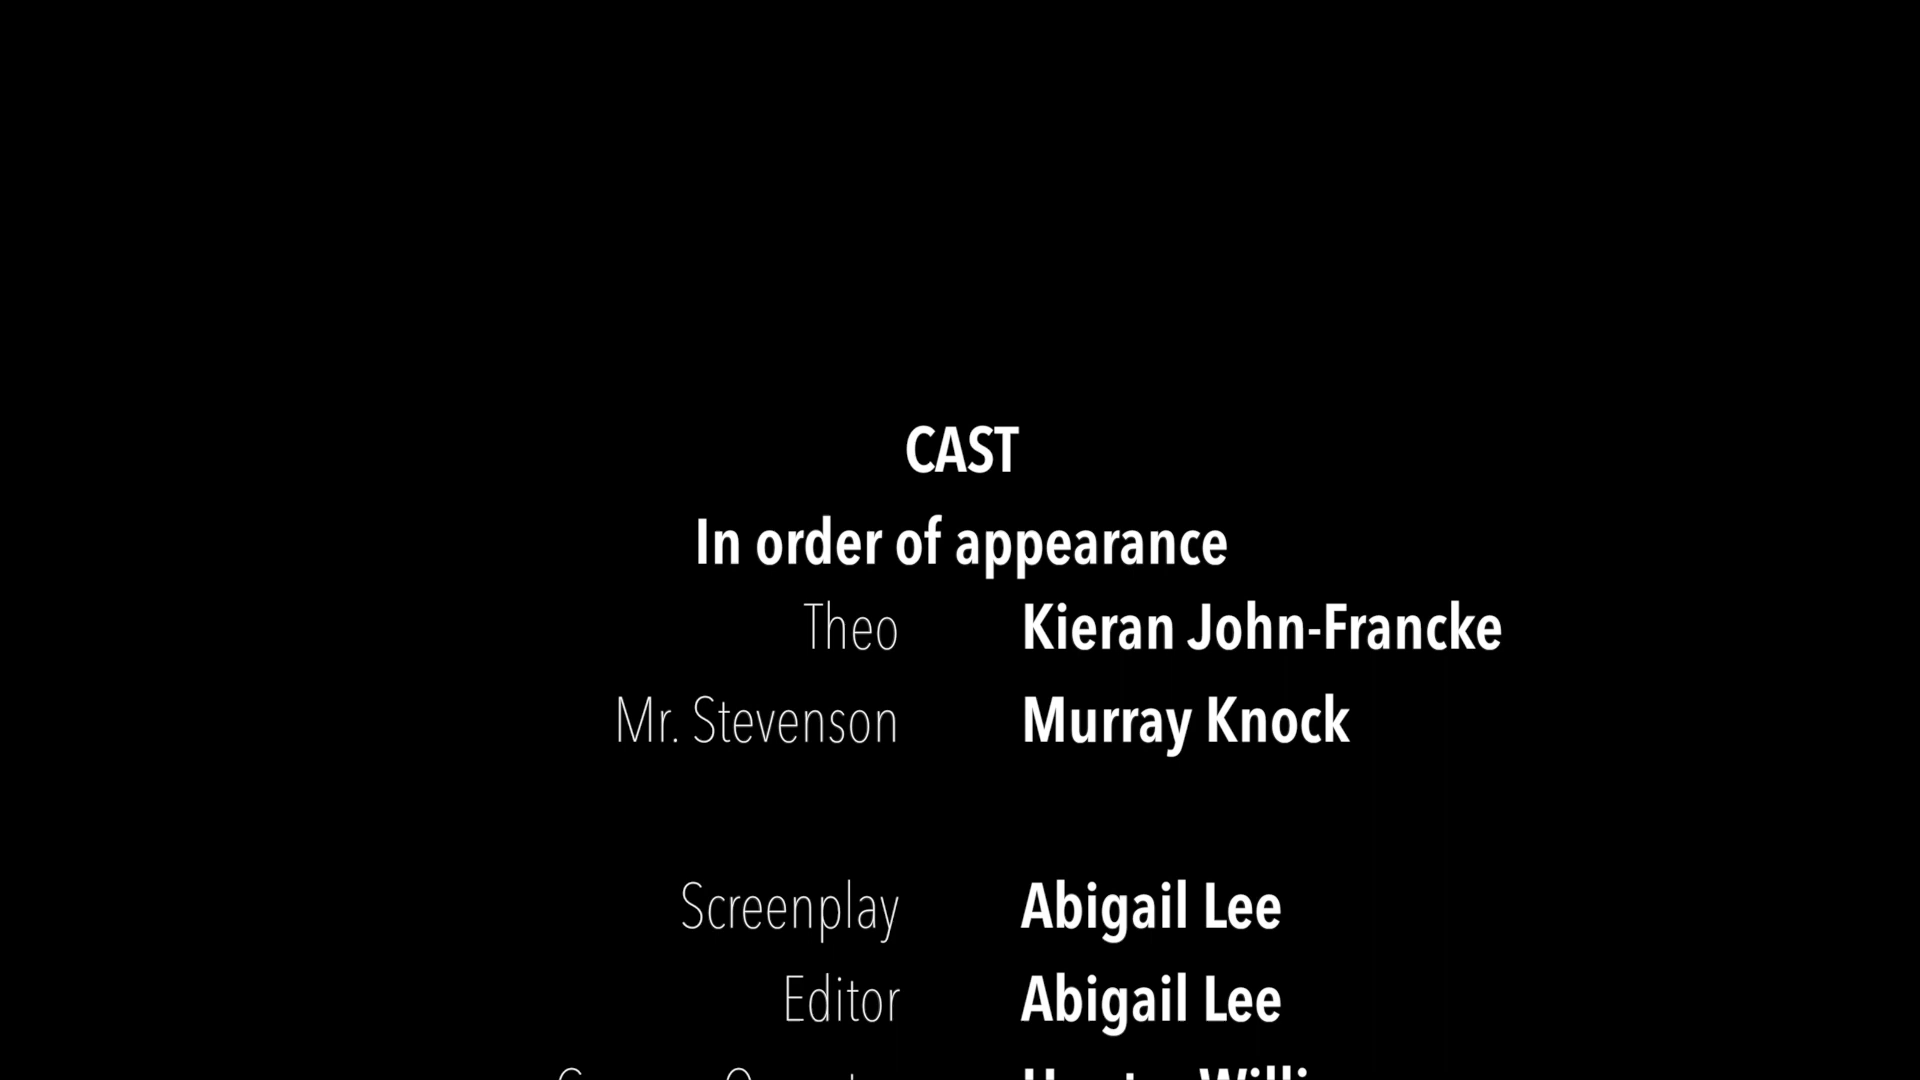 CAST
In order of appearance
Theo Kieran John-Francke
Mr. Stevenson Murray Knock
Screenplay Abigail Lee
Editor Abigail Lee